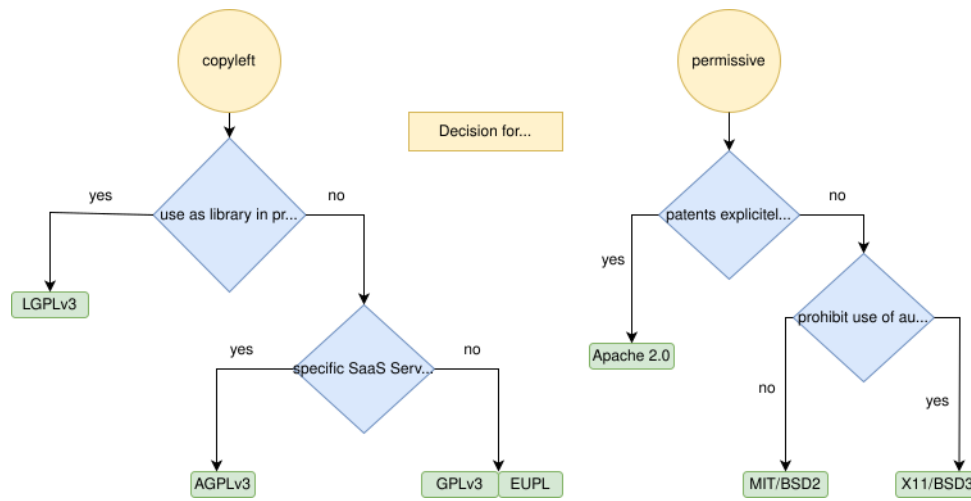 copyleft
permissive
Decision for...
yes
no
use as library in pr...
patents explicitel...
no
yes
LGPLv3
prohibit use of au...
Apache 2.0
yes
no
specific SaaS Serv...
no
yes
AGPLv3
GPLv3
EUPL
MIT/BSD2
X11/BSD3